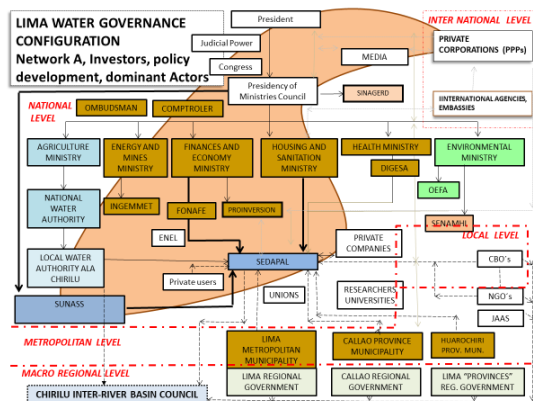 LIMA WATER GOVERNANCE
CONFIGURATION
Network A, Investors, policy
development, dominant Actors
President
Judicial Power
Congress
MEDIA
INTER NATIONAL LEVEL
PRIVATE
CORPORATIONS (PPPs)
Presidency of
Ministries Council
SINAGERD
IINTERNATIONAL AGENCIES,
EMBASSIES
NATIONAL
LEVEL
OMBUDSMAN
COMPTROLER
AGRICULTURE
MINISTRY
ENERGY AND
MINES MINISTRY
FINANCES AND
ECONOMY MINISTRY
HOUSING AND
SANITATION MINISTRY
HEALTH MINISTRY
ENVIRONMENTAL
MINISTRY
DIGESA
OEFA
NATIONAL
WATER
AUTHORITY
INGEMMET
FONAFE
PROINVERSION
SENAMHI
ENEL
PRIVATE
COMPANIES
LOCAL LEVEL
LOCAL WATER
AUTHORITY ALA
CHIRILU
SEDAPAL
CBO´s
Private users
UNIONS
RESEARCHERS,
UNIVERSITIES
NGO´s
SUNASS
JAAS
METROPOLITAN LEVEL
LIMA
METROPOLITAN
MUNICIPALITY
CALLAO PROVINCE
MUNICIPALITY
HUAROCHIRI
PROV. MUN.
MACRO REGIONAL LEVEL
LIMA REGIONAL
GOVERNMENT
CALLAO REGIONAL
GOVERNMENT
LIMA "PROVINCES"
REG. GOVERNMENT
CHIRILU INTER-RIVER BASIN COUNCIL